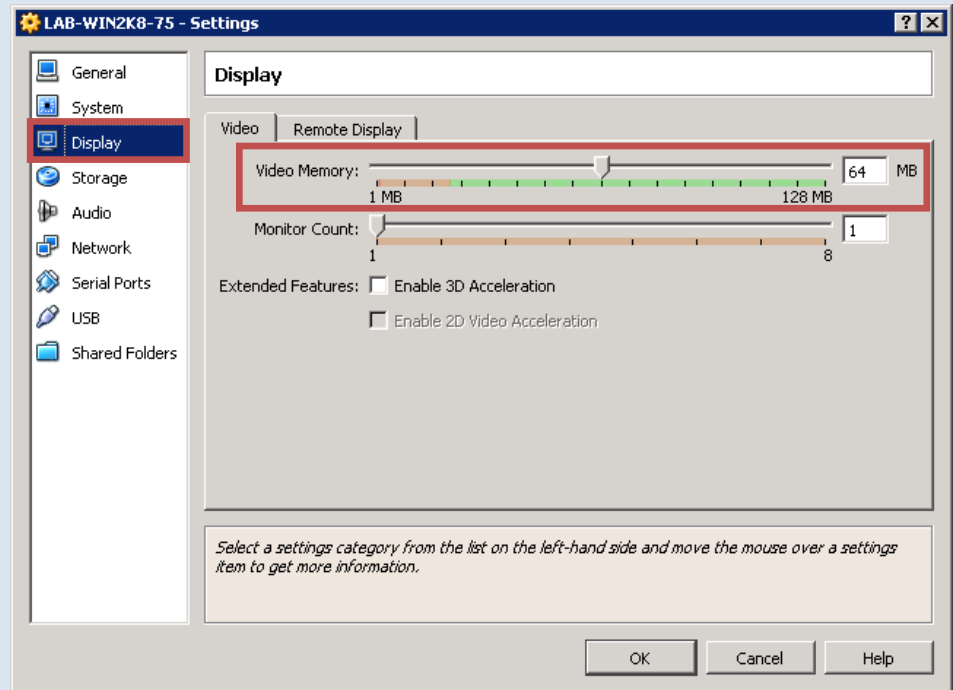 LAB-WIN2K8-75 - Settings
General
System
Display
Storage
Audio
Network
Serial Ports
USB
Shared Folders
Display
Video Remote Display
Video Memory: 64 MB
1 MB 128 MB
Monitor Count: 1
1 8
Extended Features: Enable 3D Acceleration
Enable 2D Video Acceleration
Select a settings category from the list on the left-hand side and move the mouse over a settings
item to get more information.
OK Cancel Help